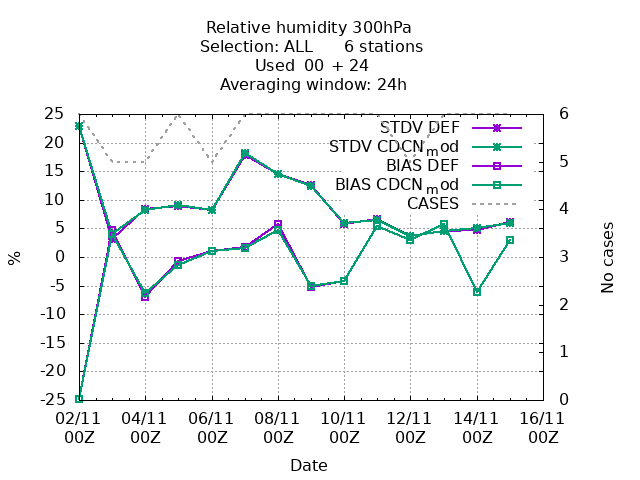 Relative humidity 300hPa
Selection: ALL 6 stations
Used 00 + 24
Averaging window: 24h
25
20
15
10
5
0
-5
-10
-15
-20
-25
%
STDV DEF
STDV CDCN_mod
BIAS DEF
BIAS CDCN_mod
CASES
6
5
4
3
2
1
0
No cases
02/11 04/11 06/11 08/11 10/11 12/11 14/11 16/11
00Z 00Z 00Z 00Z 00Z 00Z 00Z 00Z
Date